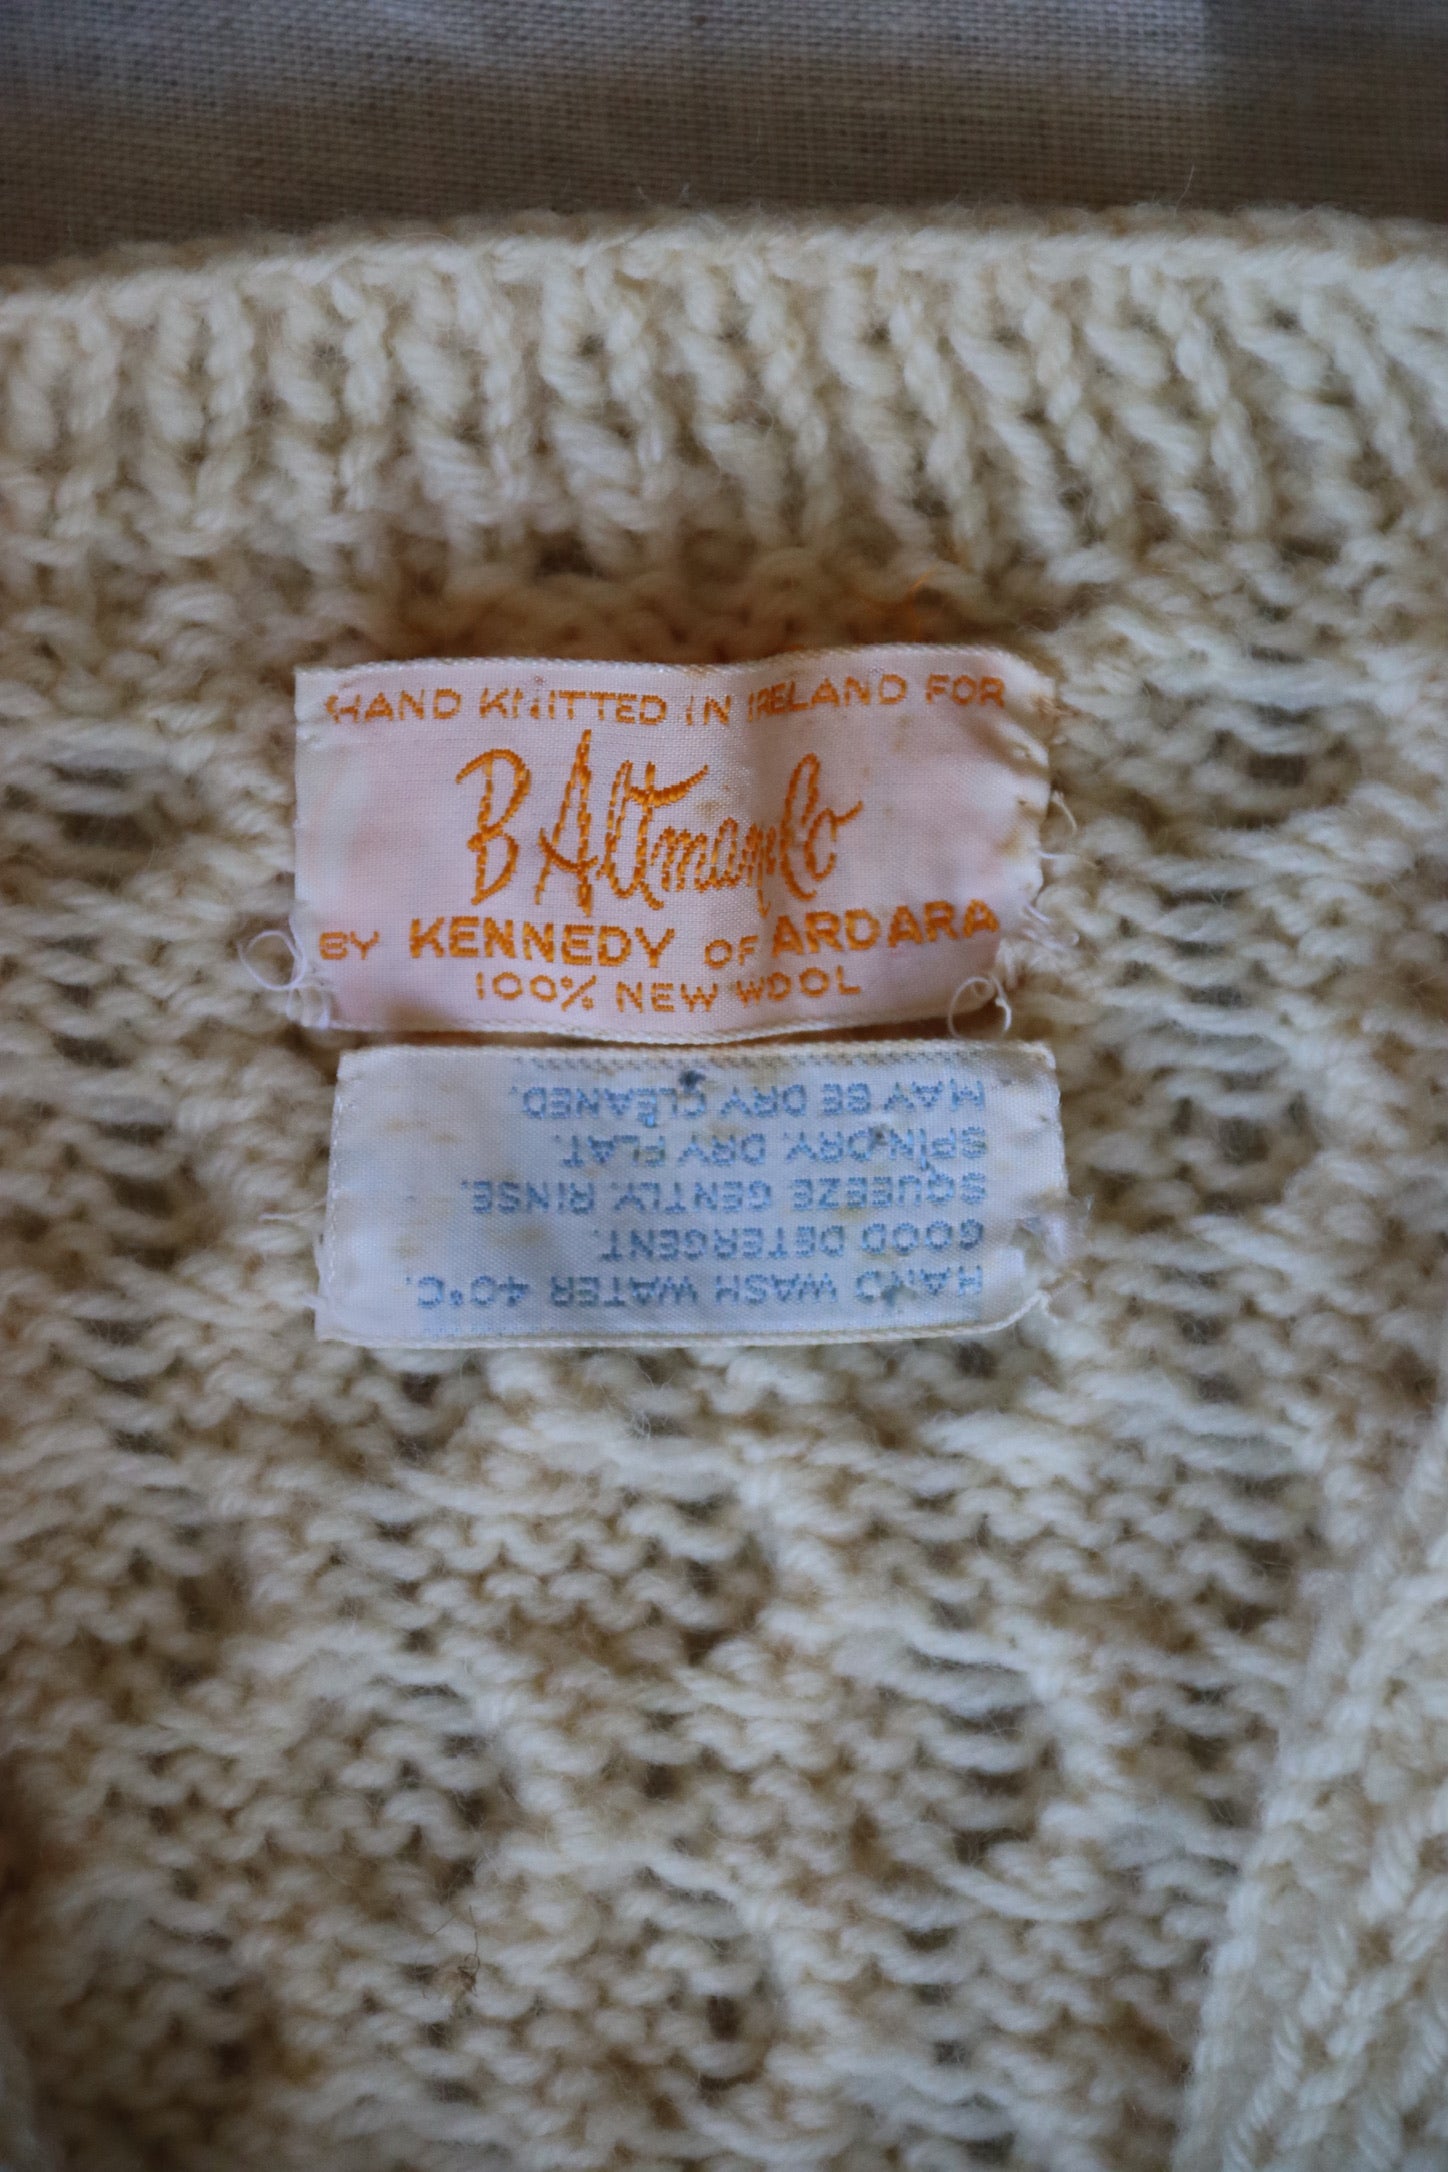 HAND KNITTED IN IRELAND FOR
B Altman & Co
BY KENNEDY OF ARDARA
100% NEW WOOL
HAND WASH WATER 40°C.
GOOD DETERGENT.
SQUEEZE GENTLY. RINSE.
SPIN DRY. DRY FLAT.
MAY BE DRY CLEANED.